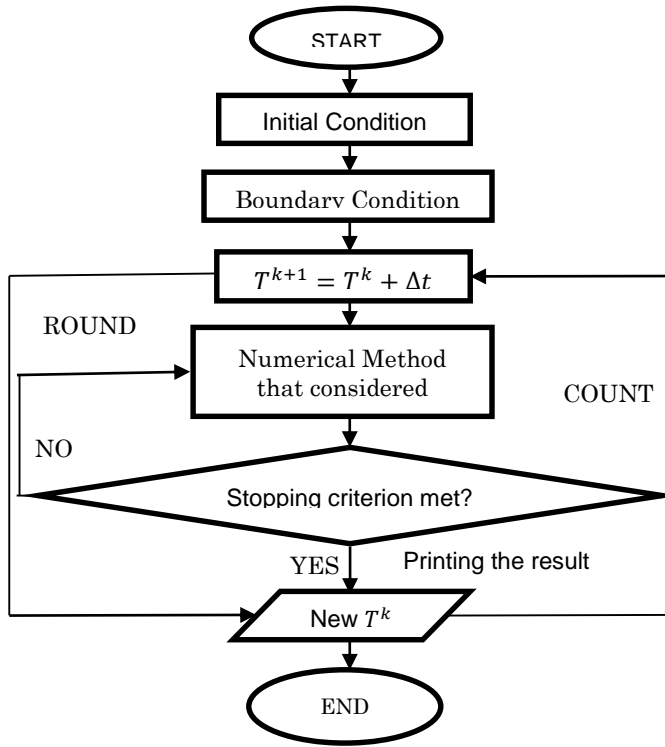 START
Initial Condition
Boundary Condition
T^{k+1} = T^k + Δt
ROUND
Numerical Method
that considered
COUNT
NO
Stopping criterion met?
YES
Printing the result
New T^k
END